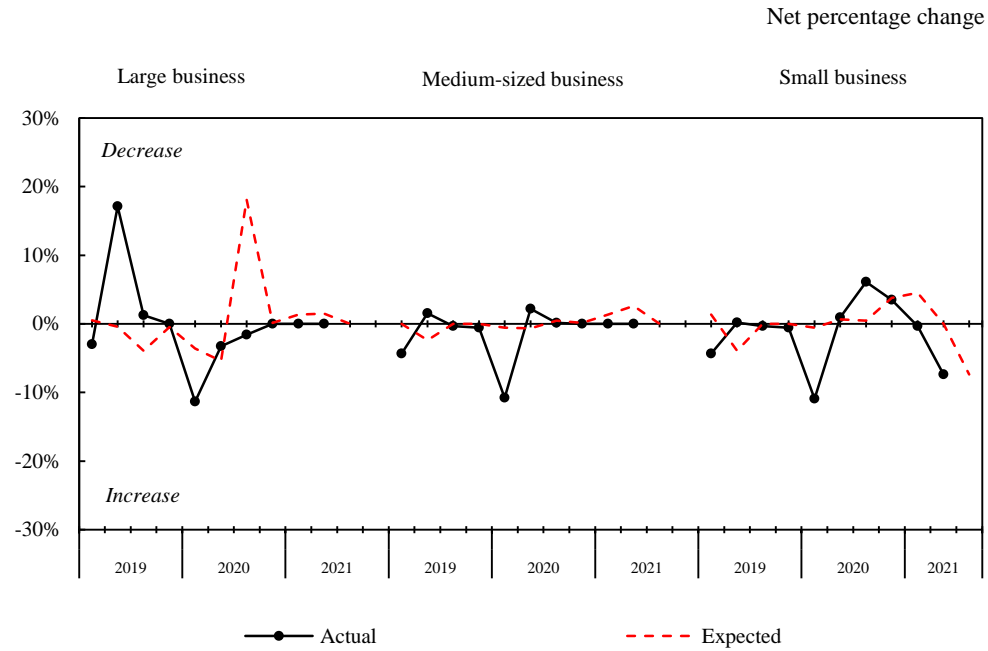 Net percentage change
Large business Medium-sized business Small business
30%
Decrease
20%
10%
0%
-10%
-20%
Increase
-30%
2019 2020 2021 2019 2020 2021 2019 2020 2021
Actual Expected